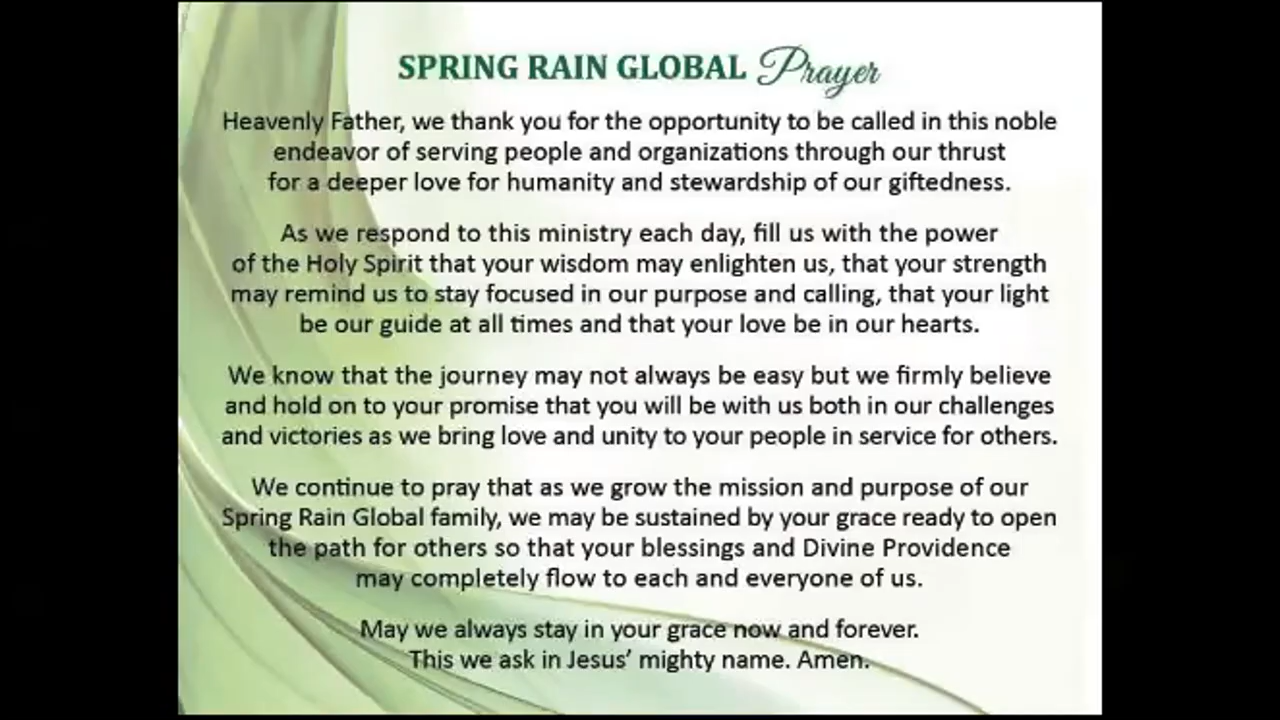 SPRING RAIN GLOBAL Prayer
Heavenly Father, we thank you for the opportunity to be called in this noble
endeavor of serving people and organizations through our thrust
for a deeper love for humanity and stewardship of our giftedness.
As we respond to this ministry each day, fill us with the power
of the Holy Spirit that your wisdom may enlighten us, that your strength
may remind us to stay focused in our purpose and calling, that your light
be our guide at all times and that your love be in our hearts.
We know that the journey may not always be easy but we firmly believe
and hold on to your promise that you will be with us both in our challenges
and victories as we bring love and unity to your people in service for others.
We continue to pray that as we grow the mission and purpose of our
Spring Rain Global family, we may be sustained by your grace ready to open
the path for others so that your blessings and Divine Providence
may completely flow to each and everyone of us.
May we always stay in your grace now and forever.
This we ask in Jesus’ mighty name. Amen.